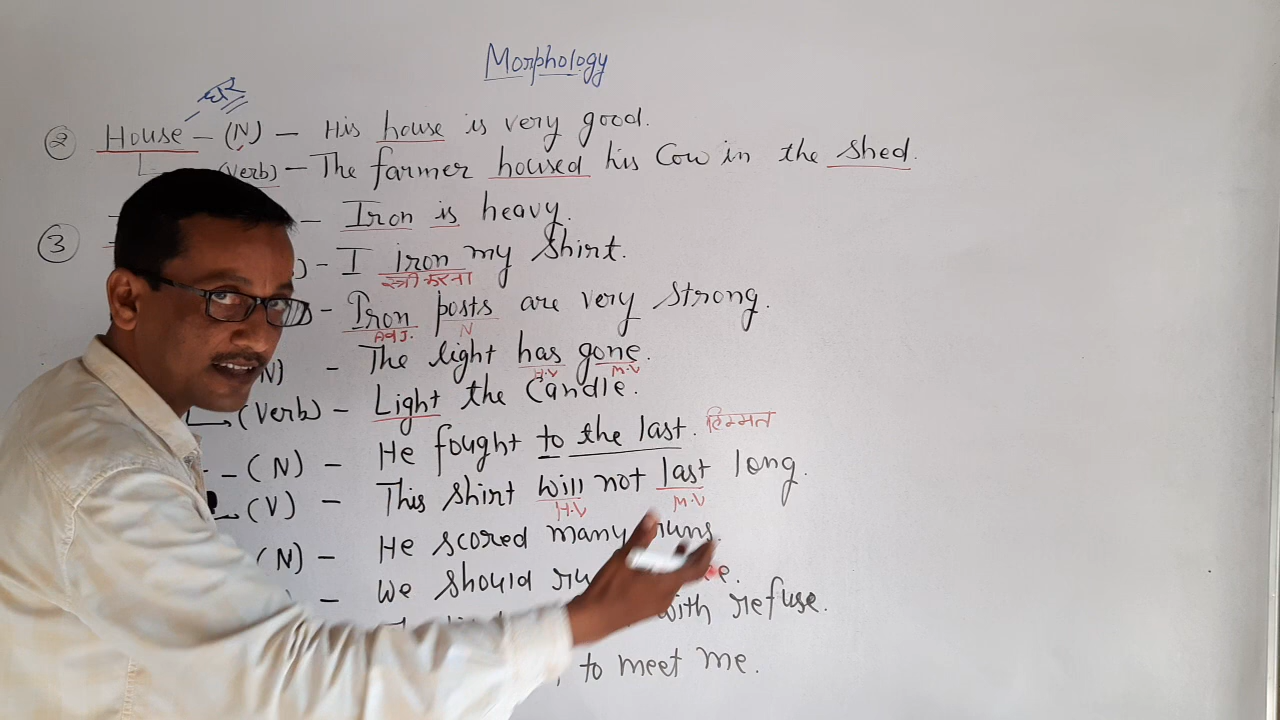 Morphology
घर
② House - (N) - His house is very good.
(Verb) - The farmer housed his Cow in the shed.
③ - Iron is heavy.
) - I iron my shirt.
स्त्री करना
- Iron posts are very strong.
Adj. N
N) - The light has gone.
H.V M.V
(Verb) - Light the Candle.
- (N) - He fought to the last. हिम्मत
(V) - This shirt will not last long.
H.V M.V
(N) - He scored many runs.
- We should
with refuse.
to meet me.